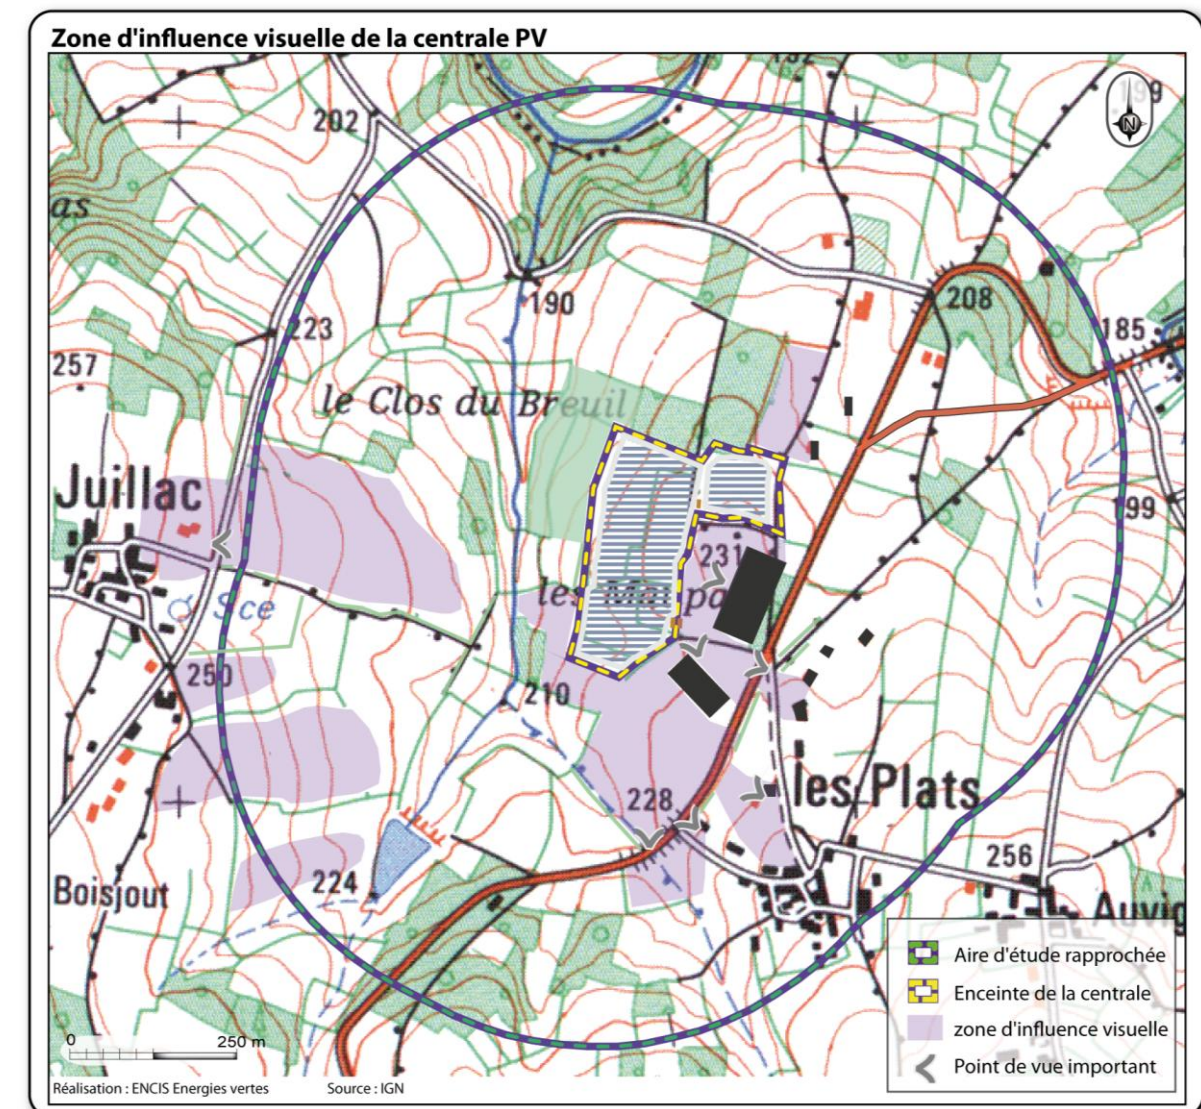 Zone d'influence visuelle de la centrale PV
N
202
as
190
208
185
223
257
le Clos du Breuil
Juillac
199
231
Sce
250
210
les Plats
228
256
224
Boisjout
Auvig
Aire d'étude rapprochée
Enceinte de la centrale
zone d'influence visuelle
Point de vue important
0
250 m
Réalisation : ENCIS Energies vertes
Source : IGN